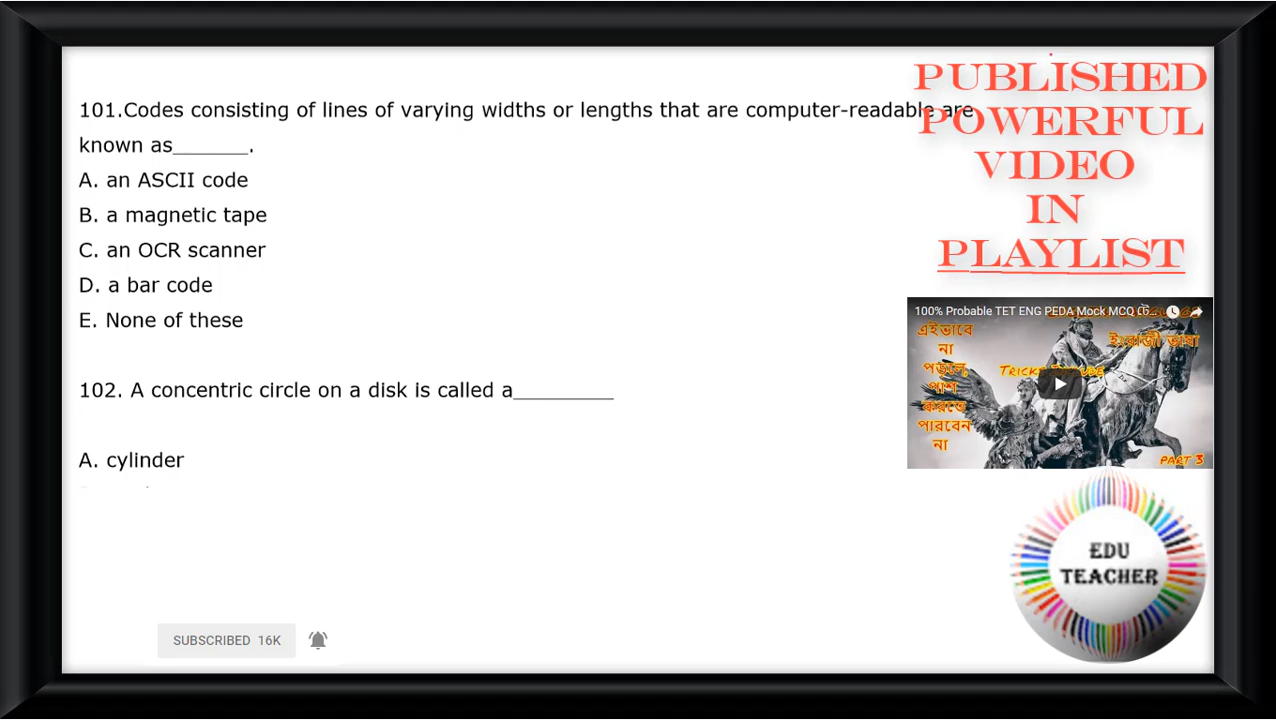 101.Codes consisting of lines of varying widths or lengths that are computer-readable are
known as_______.
A. an ASCII code
B. a magnetic tape
C. an OCR scanner
D. a bar code
E. None of these
102. A concentric circle on a disk is called a_________
A. cylinder
SUBSCRIBED 16K
PUBLISHED
POWERFUL
VIDEO
IN
PLAYLIST
100% Probable TET ENG PEDA Mock MCQ
এইভাবে
না
পড়লে,
পাশ
করতে
পারবেন
না
ইংরাজী ভাষা
PART 3
EDU
TEACHER